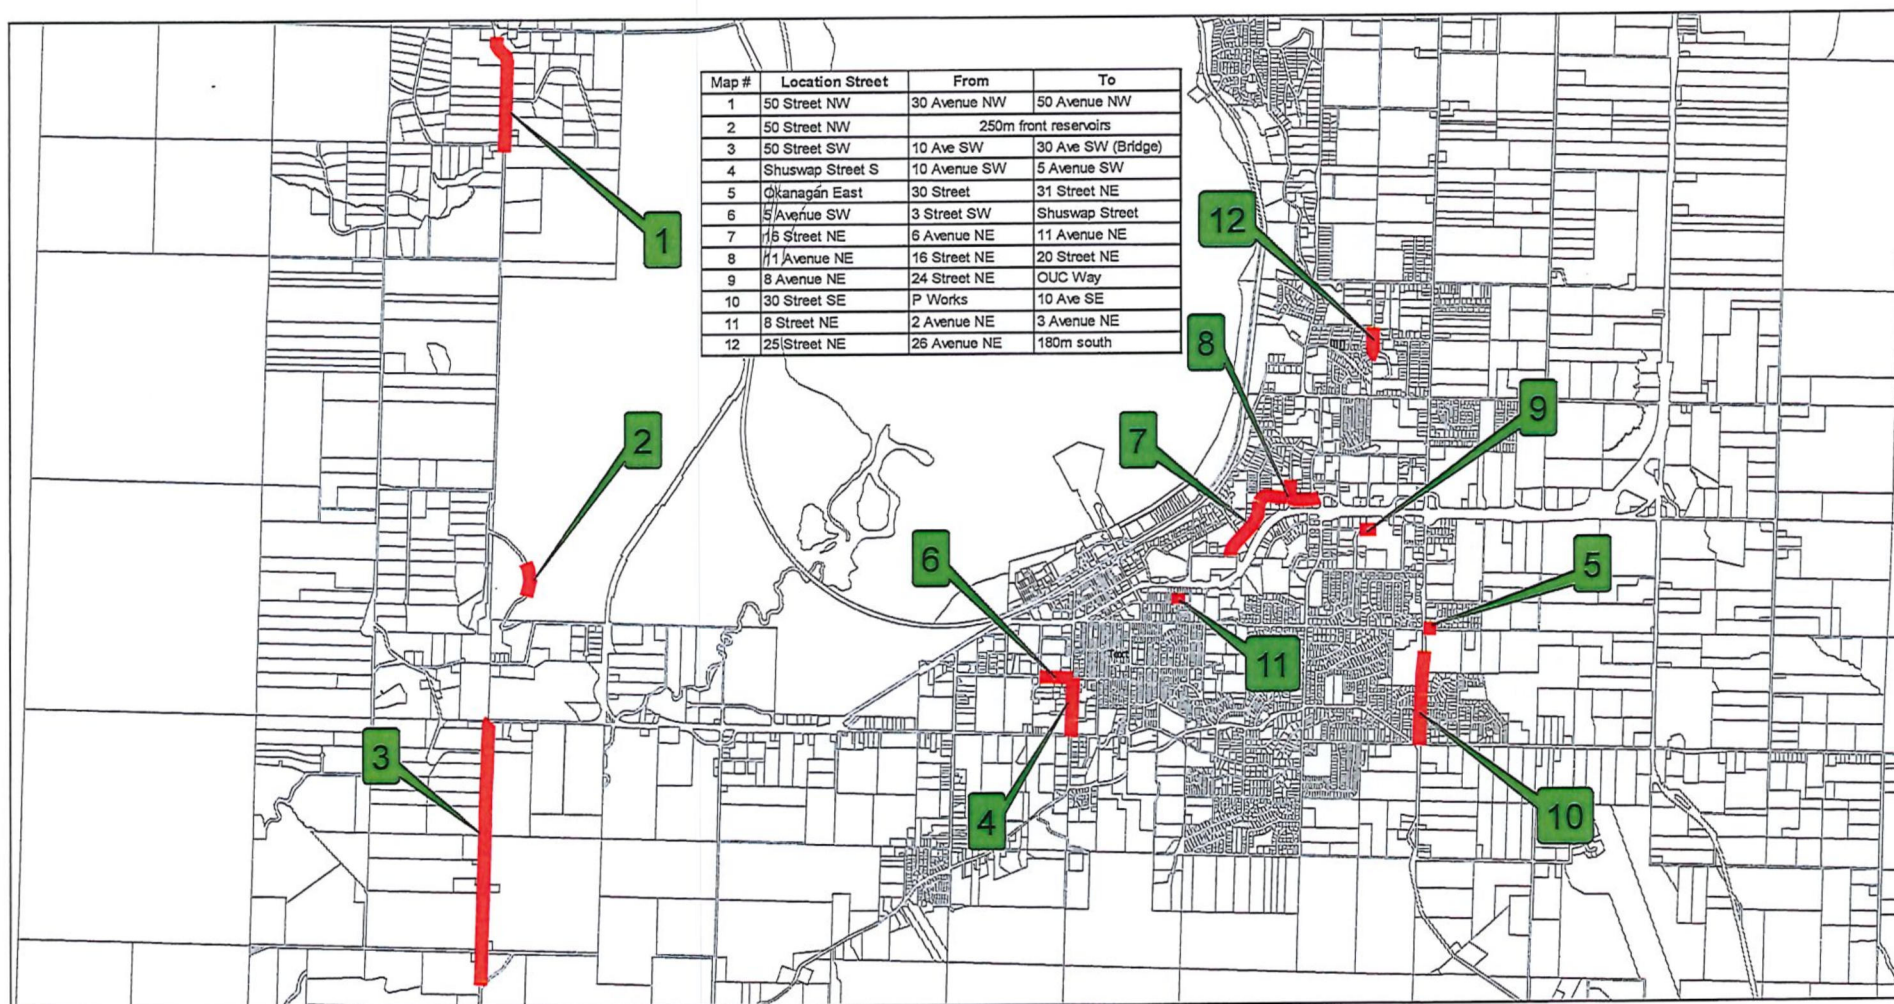 Map # Location Street From To
1 50 Street NW 30 Avenue NW 50 Avenue NW
2 50 Street NW 250m front reservoirs
3 50 Street SW 10 Ave SW 30 Ave SW (Bridge)
4 Shuswap Street S 10 Avenue SW 5 Avenue SW
5 Okanagan East 30 Street 31 Street NE
6 5 Avenue SW 3 Street SW Shuswap Street
7 16 Street NE 6 Avenue NE 11 Avenue NE
8 11 Avenue NE 16 Street NE 20 Street NE
9 8 Avenue NE 24 Street NE OUC Way
10 30 Street SE P Works 10 Ave SE
11 8 Street NE 2 Avenue NE 3 Avenue NE
12 25 Street NE 26 Avenue NE 180m south
1
12
8
2
7
9
6
5
11
Text
3
4
10